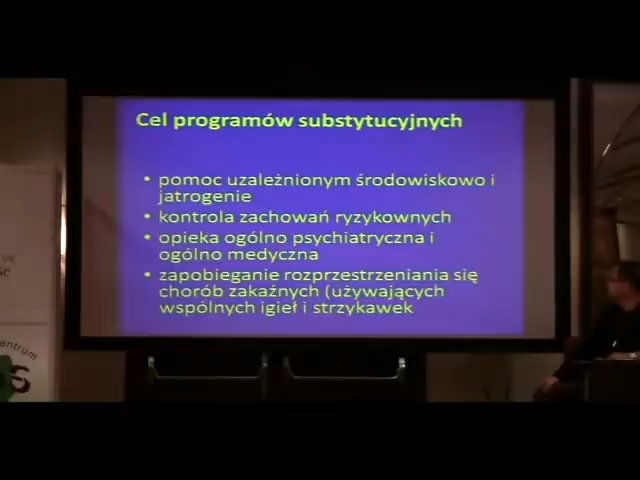 Cel programów substytucyjnych
• pomoc uzależnionym środowiskowo i
jatrogenie
• kontrola zachowań ryzykownych
• opieka ogólno psychiatryczna i
ogólno medyczna
• zapobieganie rozprzestrzeniania się
chorób zakaźnych (używających
wspólnych igieł i strzykawek
entrum